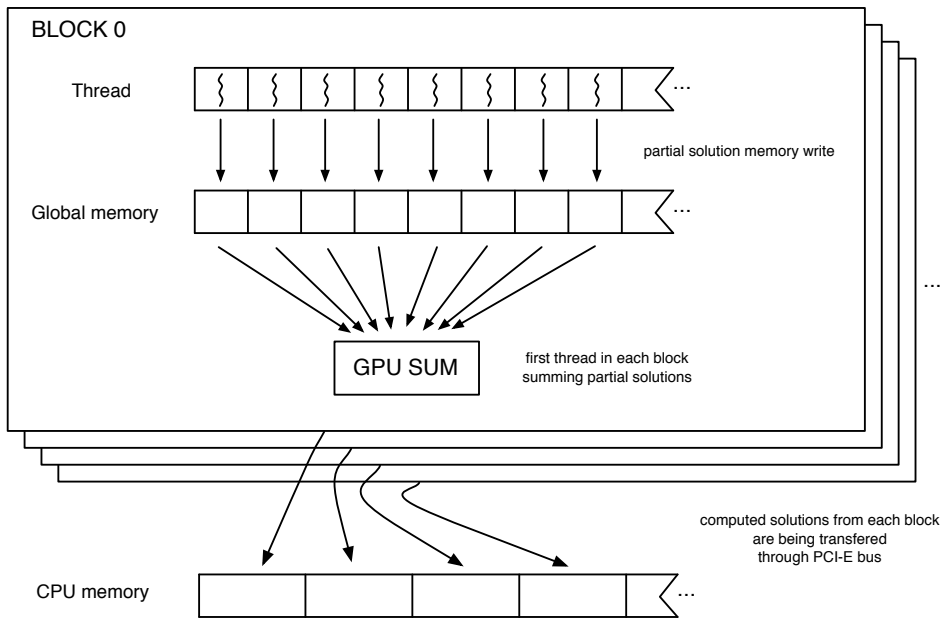 BLOCK 0
Thread
...
partial solution memory write
Global memory
...
...
GPU SUM
first thread in each block
summing partial solutions
computed solutions from each block
are being transfered
through PCI-E bus
CPU memory
...